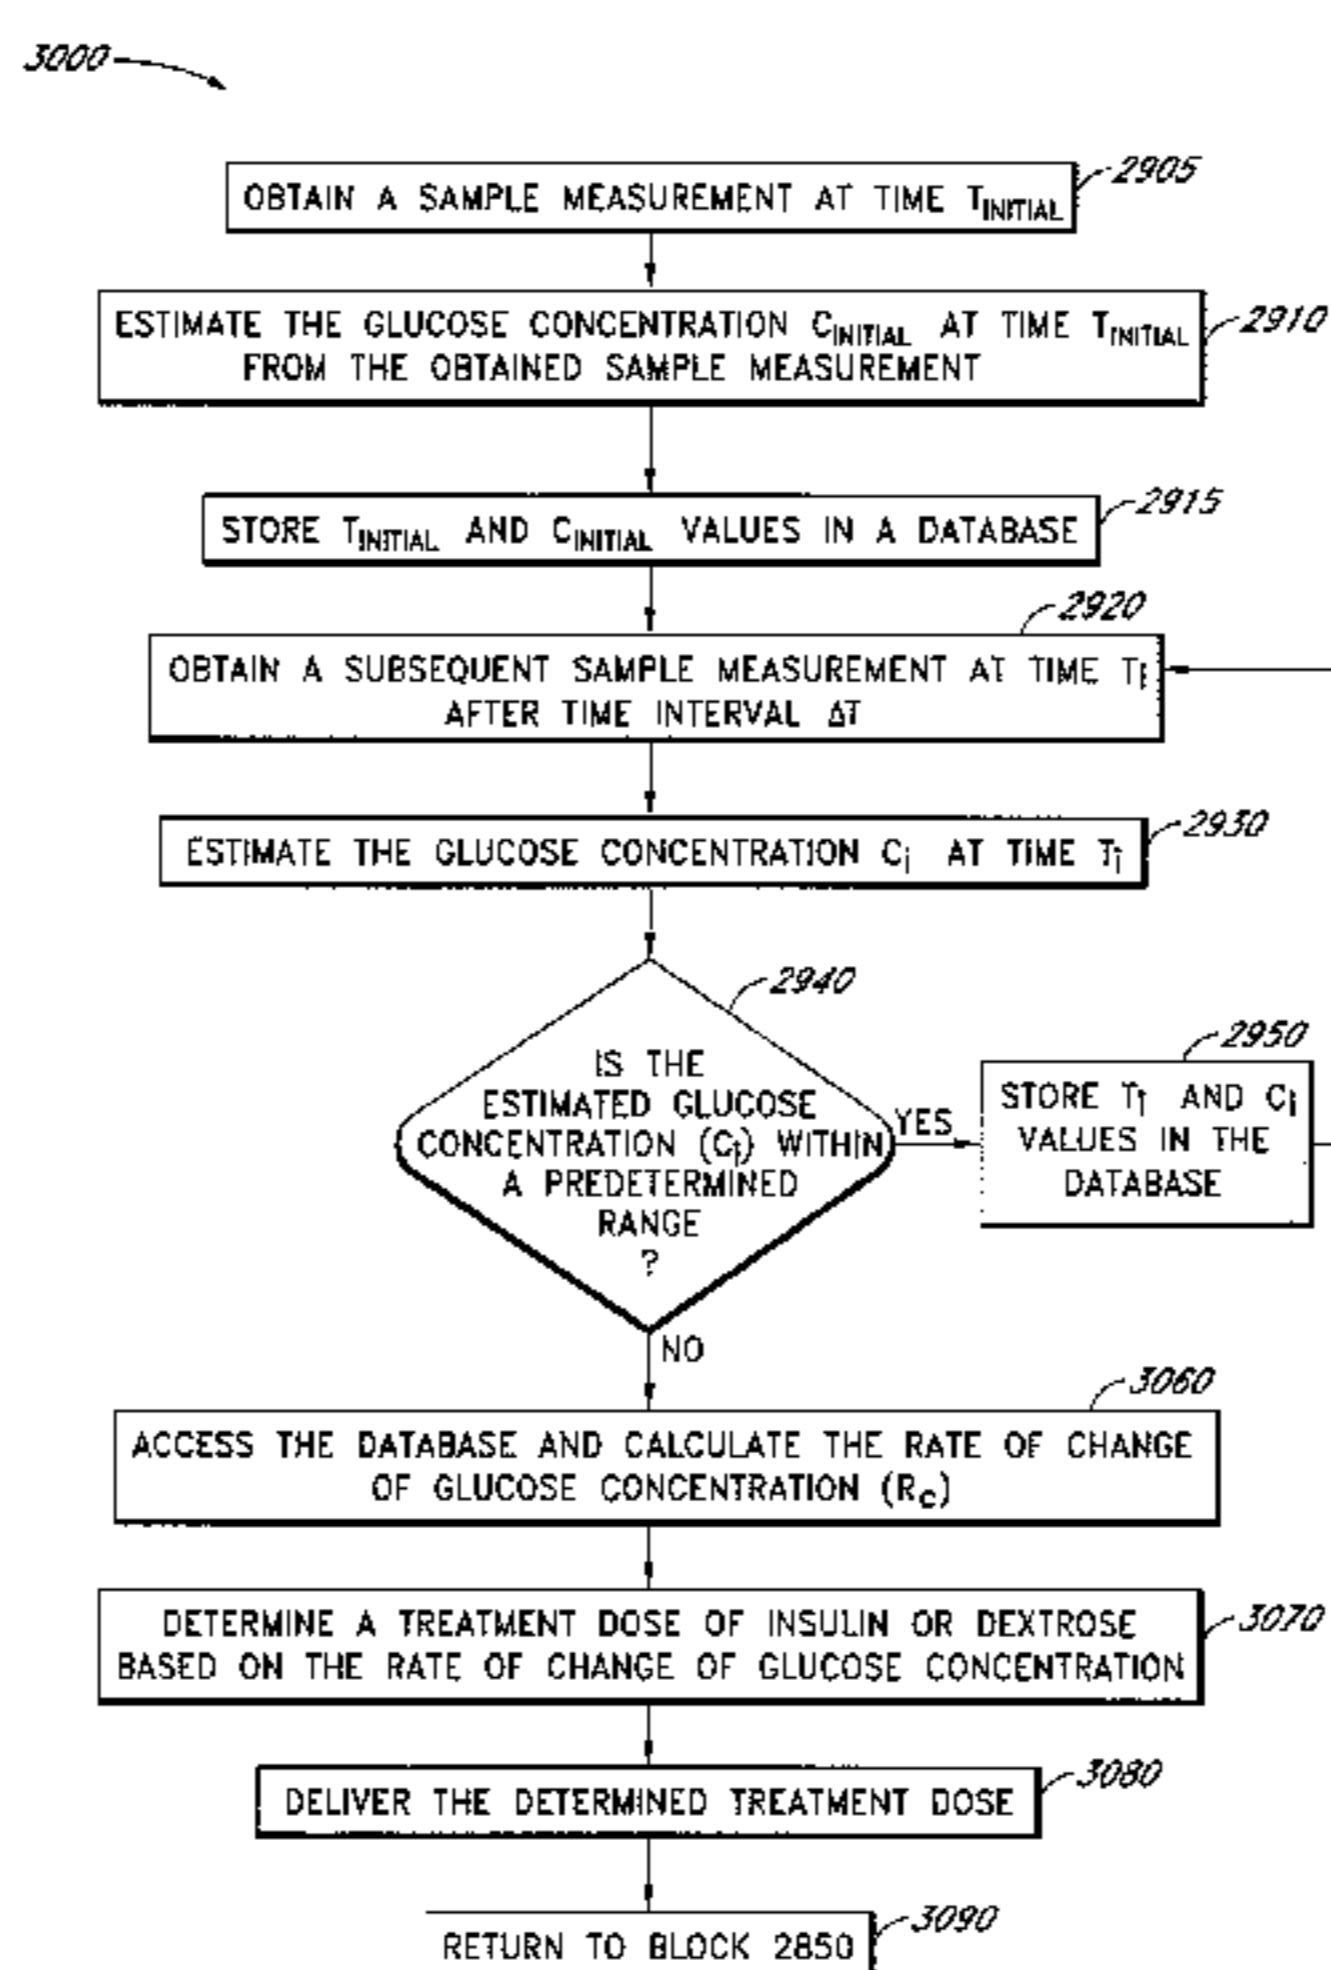 3000
2905
OBTAIN A SAMPLE MEASUREMENT AT TIME TINITIAL
2910
ESTIMATE THE GLUCOSE CONCENTRATION CINITIAL AT TIME TINITIAL
FROM THE OBTAINED SAMPLE MEASUREMENT
2915
STORE TINITIAL AND CINITIAL VALUES IN A DATABASE
2920
OBTAIN A SUBSEQUENT SAMPLE MEASUREMENT AT TIME Ti
AFTER TIME INTERVAL ΔT
2930
ESTIMATE THE GLUCOSE CONCENTRATION Ci AT TIME Ti
2940
IS THE
ESTIMATED GLUCOSE
CONCENTRATION (Ci) WITHIN
A PREDETERMINED
RANGE
?
YES
2950
STORE Ti AND Ci
VALUES IN THE
DATABASE
NO
3060
ACCESS THE DATABASE AND CALCULATE THE RATE OF CHANGE
OF GLUCOSE CONCENTRATION (RC)
3070
DETERMINE A TREATMENT DOSE OF INSULIN OR DEXTROSE
BASED ON THE RATE OF CHANGE OF GLUCOSE CONCENTRATION
3080
DELIVER THE DETERMINED TREATMENT DOSE
3090
RETURN TO BLOCK 2850